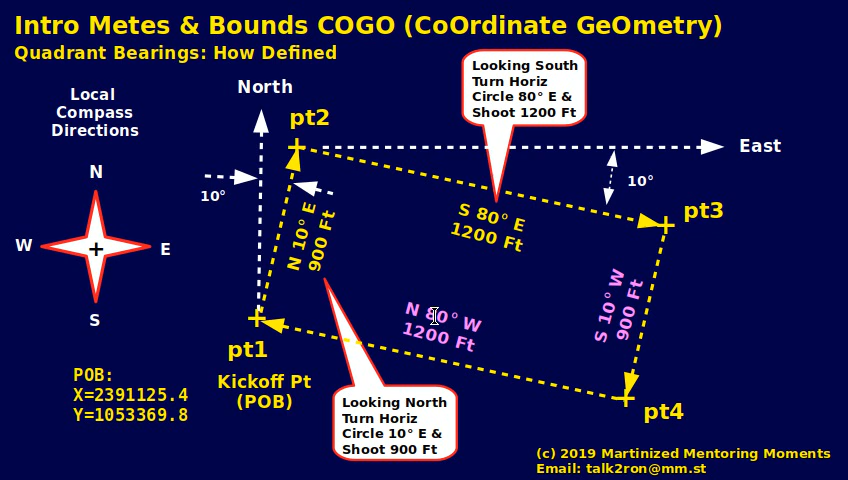 Intro Metes & Bounds COGO (CoOrdinate GeOmetry)
Quadrant Bearings: How Defined
Local
Compass
Directions
N
W
E
S
North
pt2
Looking South
Turn Horiz
Circle 80° E &
Shoot 1200 Ft
East
10°
10°
pt3
N 10° E
900 Ft
S 80° E
1200 Ft
S 10° W
900 Ft
N 80° W
1200 Ft
pt1
Kickoff Pt
(POB)
POB:
X=2391125.4
Y=1053369.8
Looking North
Turn Horiz
Circle 10° E &
Shoot 900 Ft
pt4
(c) 2019 Martinized Mentoring Moments
Email: talk2ron@mm.st